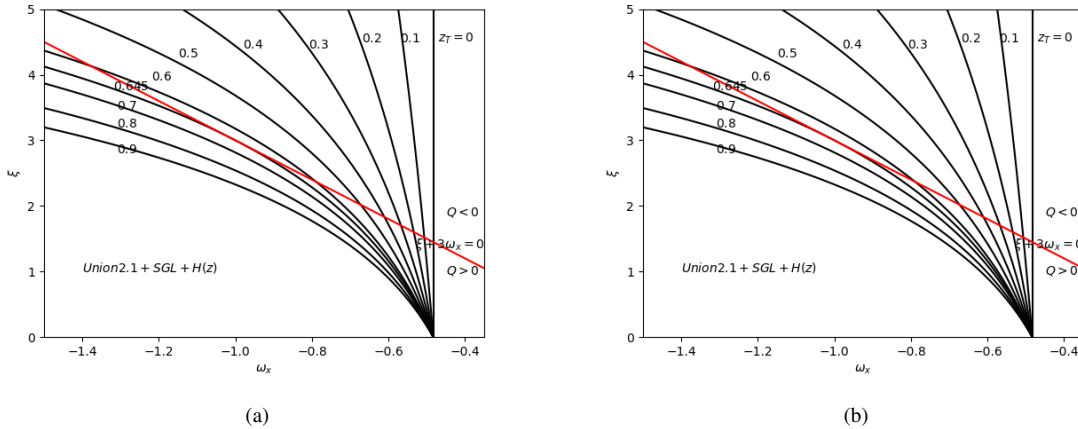 5
4
3
2
1
0
ξ
0.5
0.4
0.3
0.2
0.1
z_T = 0
0.6
0.645
0.7
0.8
0.9
Q < 0
ξ + 3ω_x = 0
Q > 0
Union2.1 + SGL + H(z)
−1.4
−1.2
−1.0
−0.8
−0.6
−0.4
ω_x
(a)
5
4
3
2
1
0
ξ
0.5
0.4
0.3
0.2
0.1
z_T = 0
0.6
0.645
0.7
0.8
0.9
Q < 0
ξ + 3ω_x = 0
Q > 0
Union2.1 + SGL + H(z)
−1.4
−1.2
−1.0
−0.8
−0.6
−0.4
ω_x
(b)